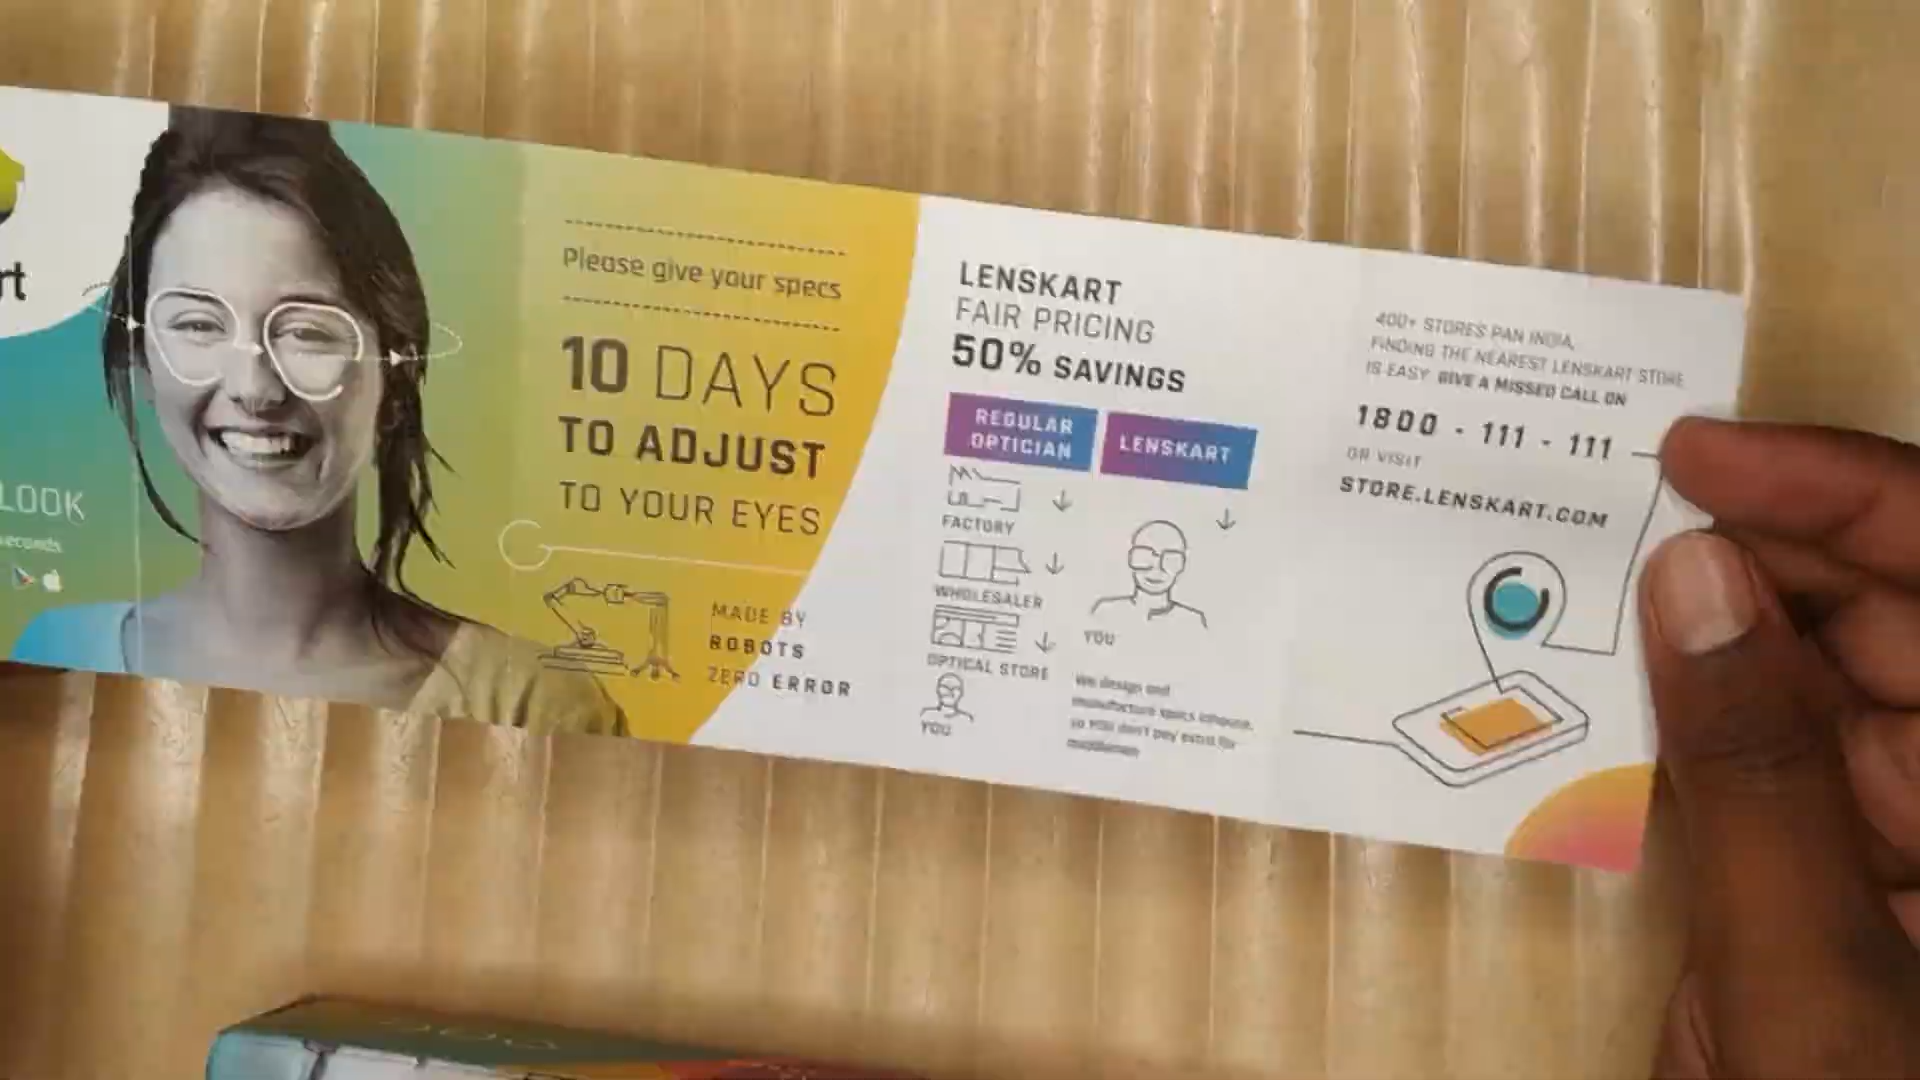 rt
LOOK
seconds
Please give your specs
10 DAYS
TO ADJUST
TO YOUR EYES
MADE BY
ROBOTS
ZERO ERROR
LENSKART
FAIR PRICING
50% SAVINGS
REGULAR
OPTICIAN
LENSKART
FACTORY
WHOLESALER
OPTICAL STORE
YOU
YOU
We design and
manufacture specs inhouse,
so YOU don't pay extra for
middlemen
400+ STORES PAN INDIA,
FINDING THE NEAREST LENSKART STORE
IS EASY. GIVE A MISSED CALL ON
1800 - 111 - 111
OR VISIT
STORE.LENSKART.COM